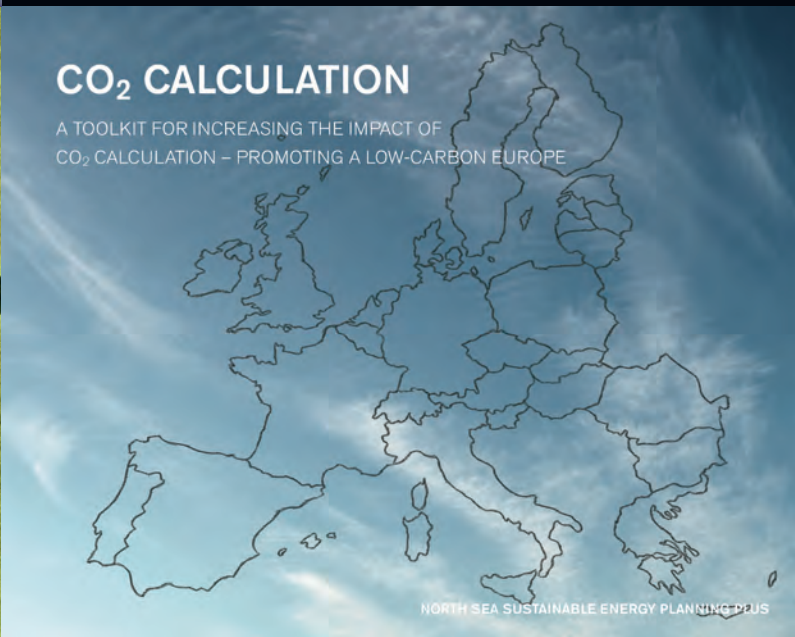 CO₂ CALCULATION
A TOOLKIT FOR INCREASING THE IMPACT OF
CO₂ CALCULATION – PROMOTING A LOW-CARBON EUROPE
NORTH SEA SUSTAINABLE ENERGY PLANNING PLUS